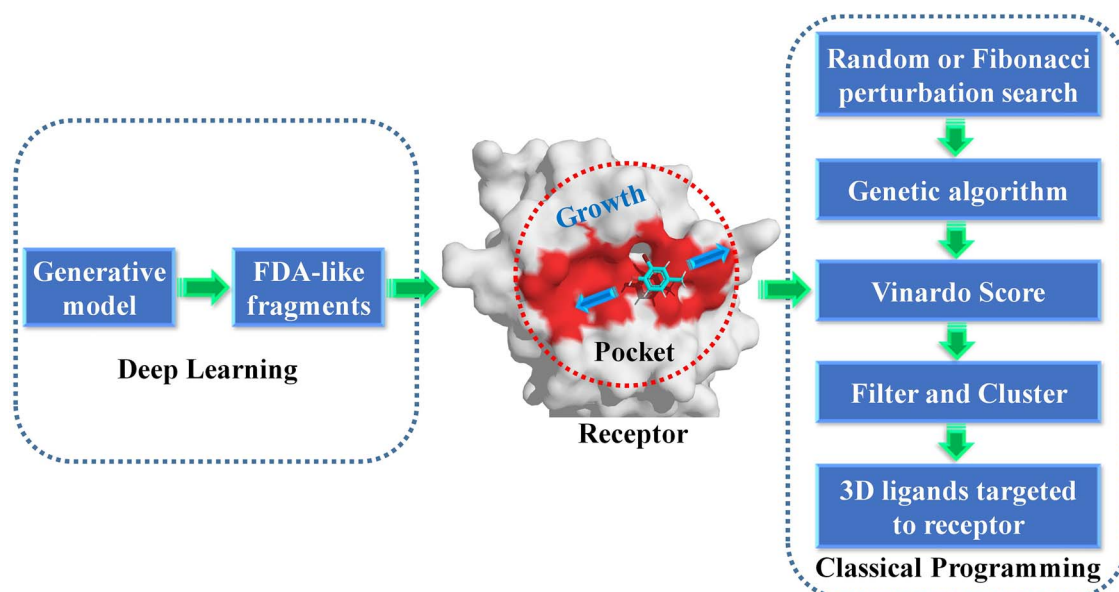 Generative
model
FDA-like
fragments
Deep Learning
Growth
Pocket
Receptor
Random or Fibonacci
perturbation search
Genetic algorithm
Vinardo Score
Filter and Cluster
3D ligands targeted
to receptor
Classical Programming